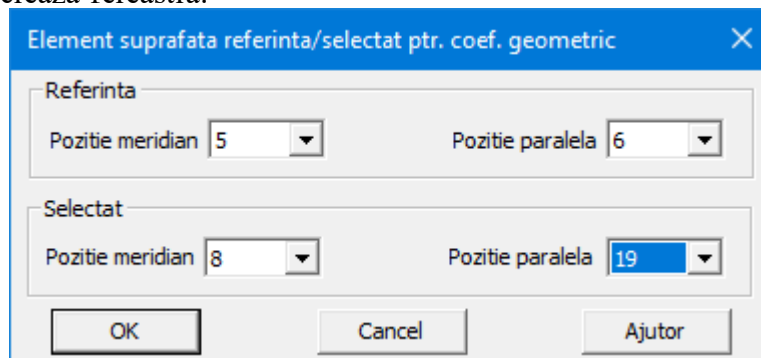 Element suprafata referinta/selectat ptr. coef. geometric
Referinta
Pozitie meridian 5 Pozitie paralela 6
Selectat
Pozitie meridian 8 Pozitie paralela 19
OK Cancel Ajutor